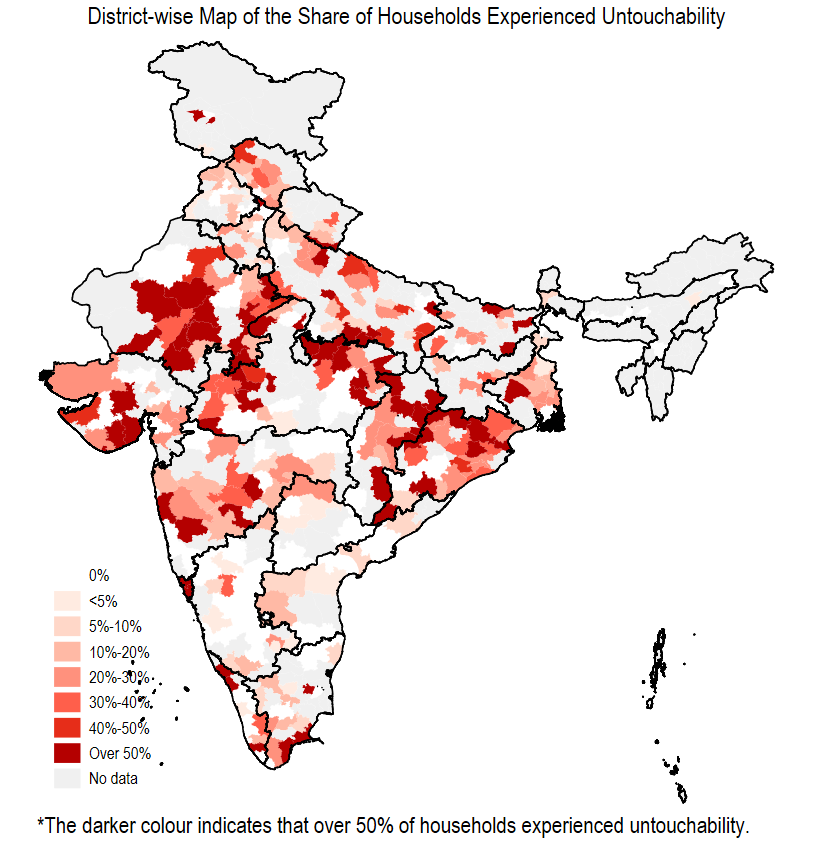 District-wise Map of the Share of Households Experienced Untouchability
0%
<5%
5%-10%
10%-20%
20%-30%
30%-40%
40%-50%
Over 50%
No data
*The darker colour indicates that over 50% of households experienced untouchability.